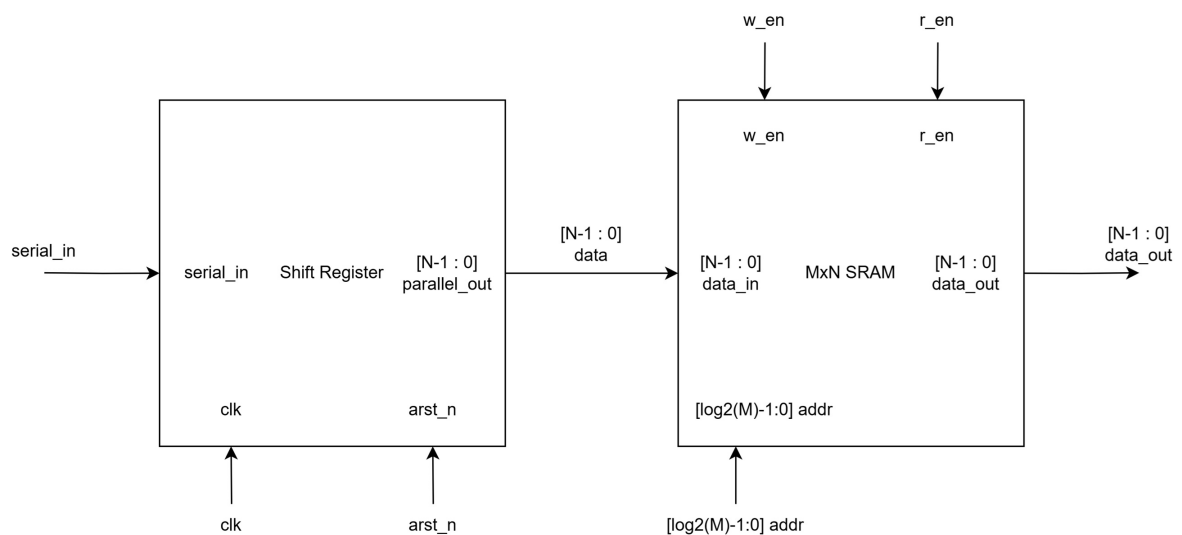 w_en
r_en
w_en
r_en
serial_in
serial_in
Shift Register
[N-1 : 0]
parallel_out
[N-1 : 0]
data
[N-1 : 0]
data_in
MxN SRAM
[N-1 : 0]
data_out
[N-1 : 0]
data_out
clk
arst_n
[log2(M)-1:0] addr
clk
arst_n
[log2(M)-1:0] addr